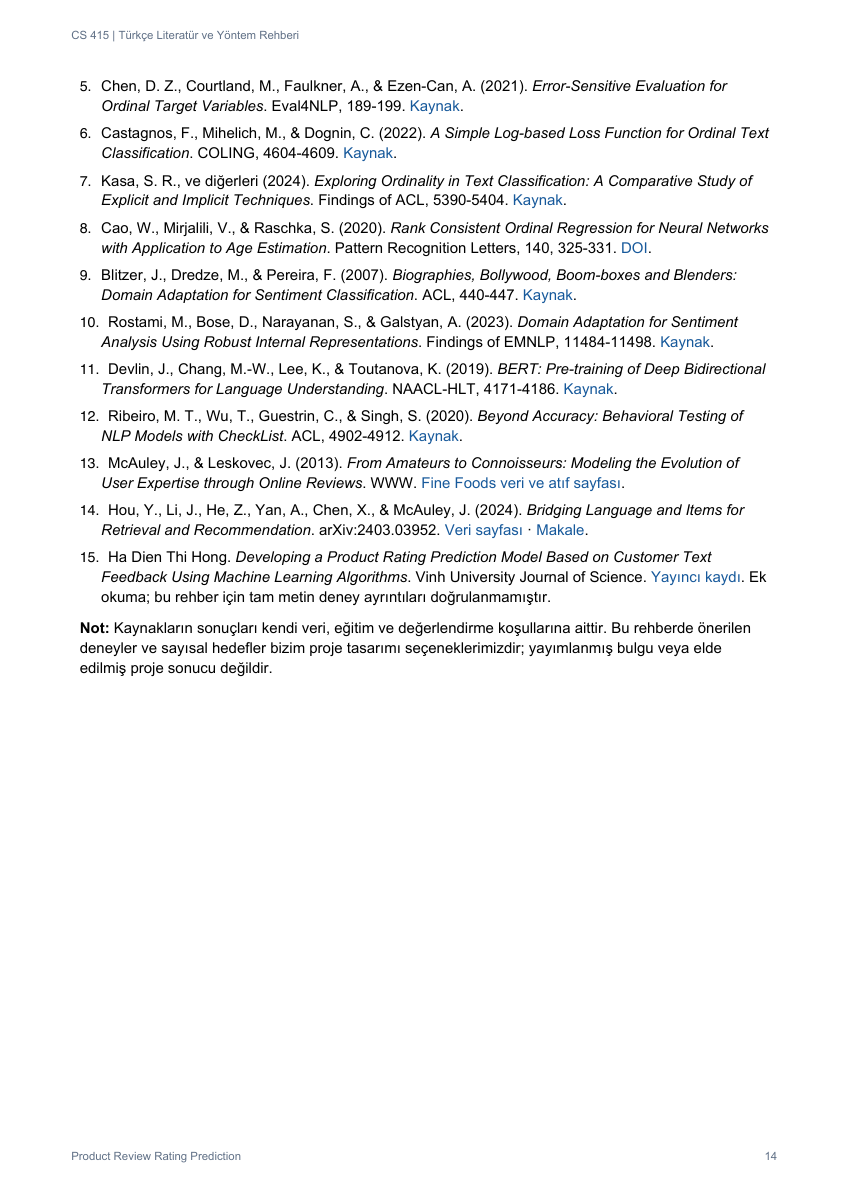 CS 415 | Türkçe Literatür ve Yöntem Rehberi
5. Chen, D. Z., Courtland, M., Faulkner, A., & Ezen-Can, A. (2021). Error-Sensitive Evaluation for
Ordinal Target Variables. Eval4NLP, 189-199. Kaynak.
6. Castagnos, F., Mihelich, M., & Dognin, C. (2022). A Simple Log-based Loss Function for Ordinal Text
Classification. COLING, 4604-4609. Kaynak.
7. Kasa, S. R., ve diğerleri (2024). Exploring Ordinality in Text Classification: A Comparative Study of
Explicit and Implicit Techniques. Findings of ACL, 5390-5404. Kaynak.
8. Cao, W., Mirjalili, V., & Raschka, S. (2020). Rank Consistent Ordinal Regression for Neural Networks
with Application to Age Estimation. Pattern Recognition Letters, 140, 325-331. DOI.
9. Blitzer, J., Dredze, M., & Pereira, F. (2007). Biographies, Bollywood, Boom-boxes and Blenders:
Domain Adaptation for Sentiment Classification. ACL, 440-447. Kaynak.
10. Rostami, M., Bose, D., Narayanan, S., & Galstyan, A. (2023). Domain Adaptation for Sentiment
Analysis Using Robust Internal Representations. Findings of EMNLP, 11484-11498. Kaynak.
11. Devlin, J., Chang, M.-W., Lee, K., & Toutanova, K. (2019). BERT: Pre-training of Deep Bidirectional
Transformers for Language Understanding. NAACL-HLT, 4171-4186. Kaynak.
12. Ribeiro, M. T., Wu, T., Guestrin, C., & Singh, S. (2020). Beyond Accuracy: Behavioral Testing of
NLP Models with CheckList. ACL, 4902-4912. Kaynak.
13. McAuley, J., & Leskovec, J. (2013). From Amateurs to Connoisseurs: Modeling the Evolution of
User Expertise through Online Reviews. WWW. Fine Foods veri ve atıf sayfası.
14. Hou, Y., Li, J., He, Z., Yan, A., Chen, X., & McAuley, J. (2024). Bridging Language and Items for
Retrieval and Recommendation. arXiv:2403.03952. Veri sayfası · Makale.
15. Ha Dien Thi Hong. Developing a Product Rating Prediction Model Based on Customer Text
Feedback Using Machine Learning Algorithms. Vinh University Journal of Science. Yayıncı kaydı. Ek
okuma; bu rehber için tam metin deney ayrıntıları doğrulanmamıştır.
Not: Kaynakların sonuçları kendi veri, eğitim ve değerlendirme koşullarına aittir. Bu rehberde önerilen
deneyler ve sayısal hedefler bizim proje tasarımı seçeneklerimizdir; yayımlanmış bulgu veya elde
edilmiş proje sonucu değildir.
Product Review Rating Prediction
14